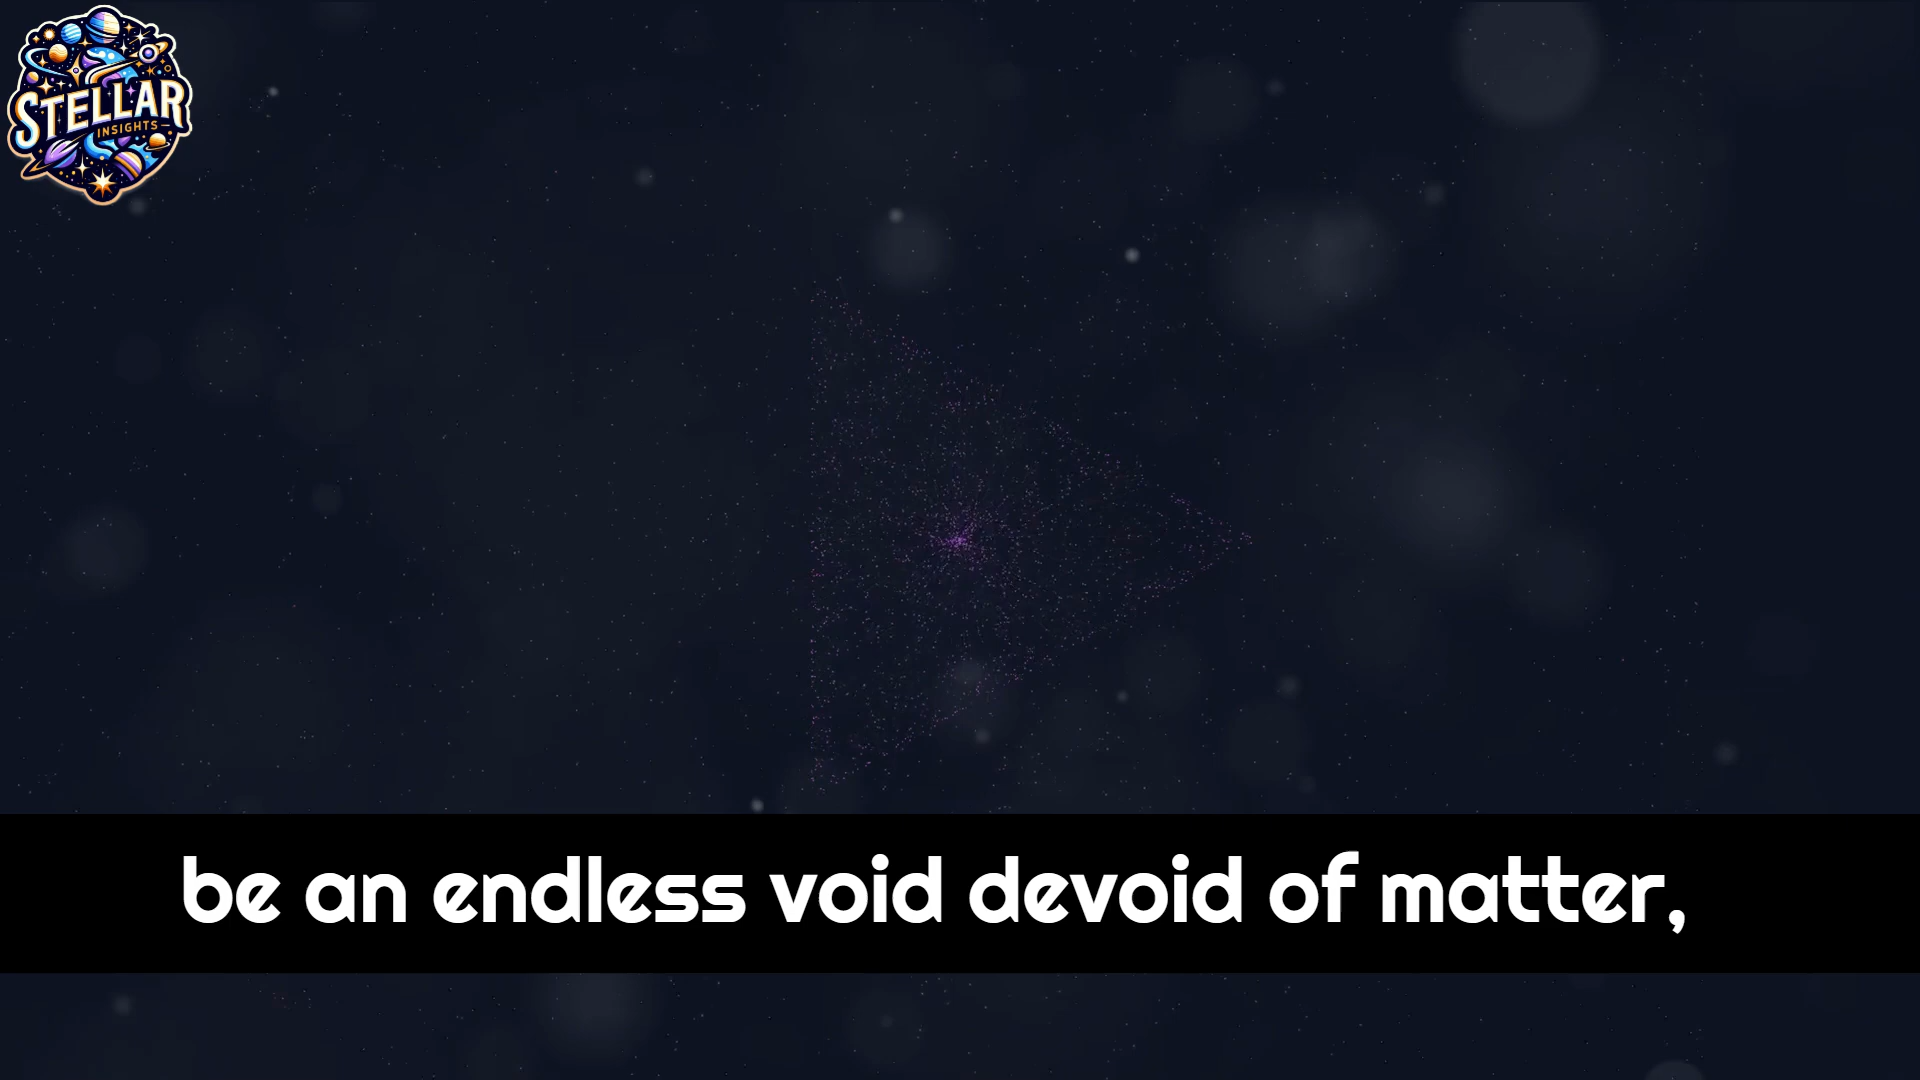 STELLAR
INSIGHTS
be an endless void devoid of matter,